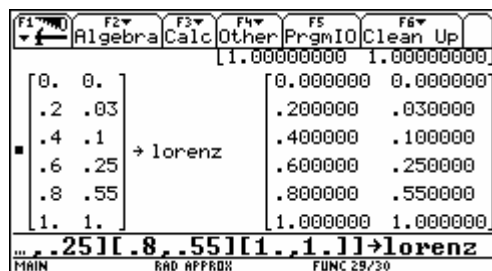 F1 F2 F3 F4 F5 F6
Algebra Calc Other PrgmIO Clean Up
[1.00000000 1.00000000]
[0. 0.] [0.000000 0.000000]
.2 .03 .200000 .030000
.4 .1 .400000 .100000
▪ .6 .25 → lorenz .600000 .250000
.8 .55 .800000 .550000
[1. 1.] [1.000000 1.000000]
…,.25][.8,.55][1.,1.]]→lorenz
MAIN RAD APPROX FUNC 29/30